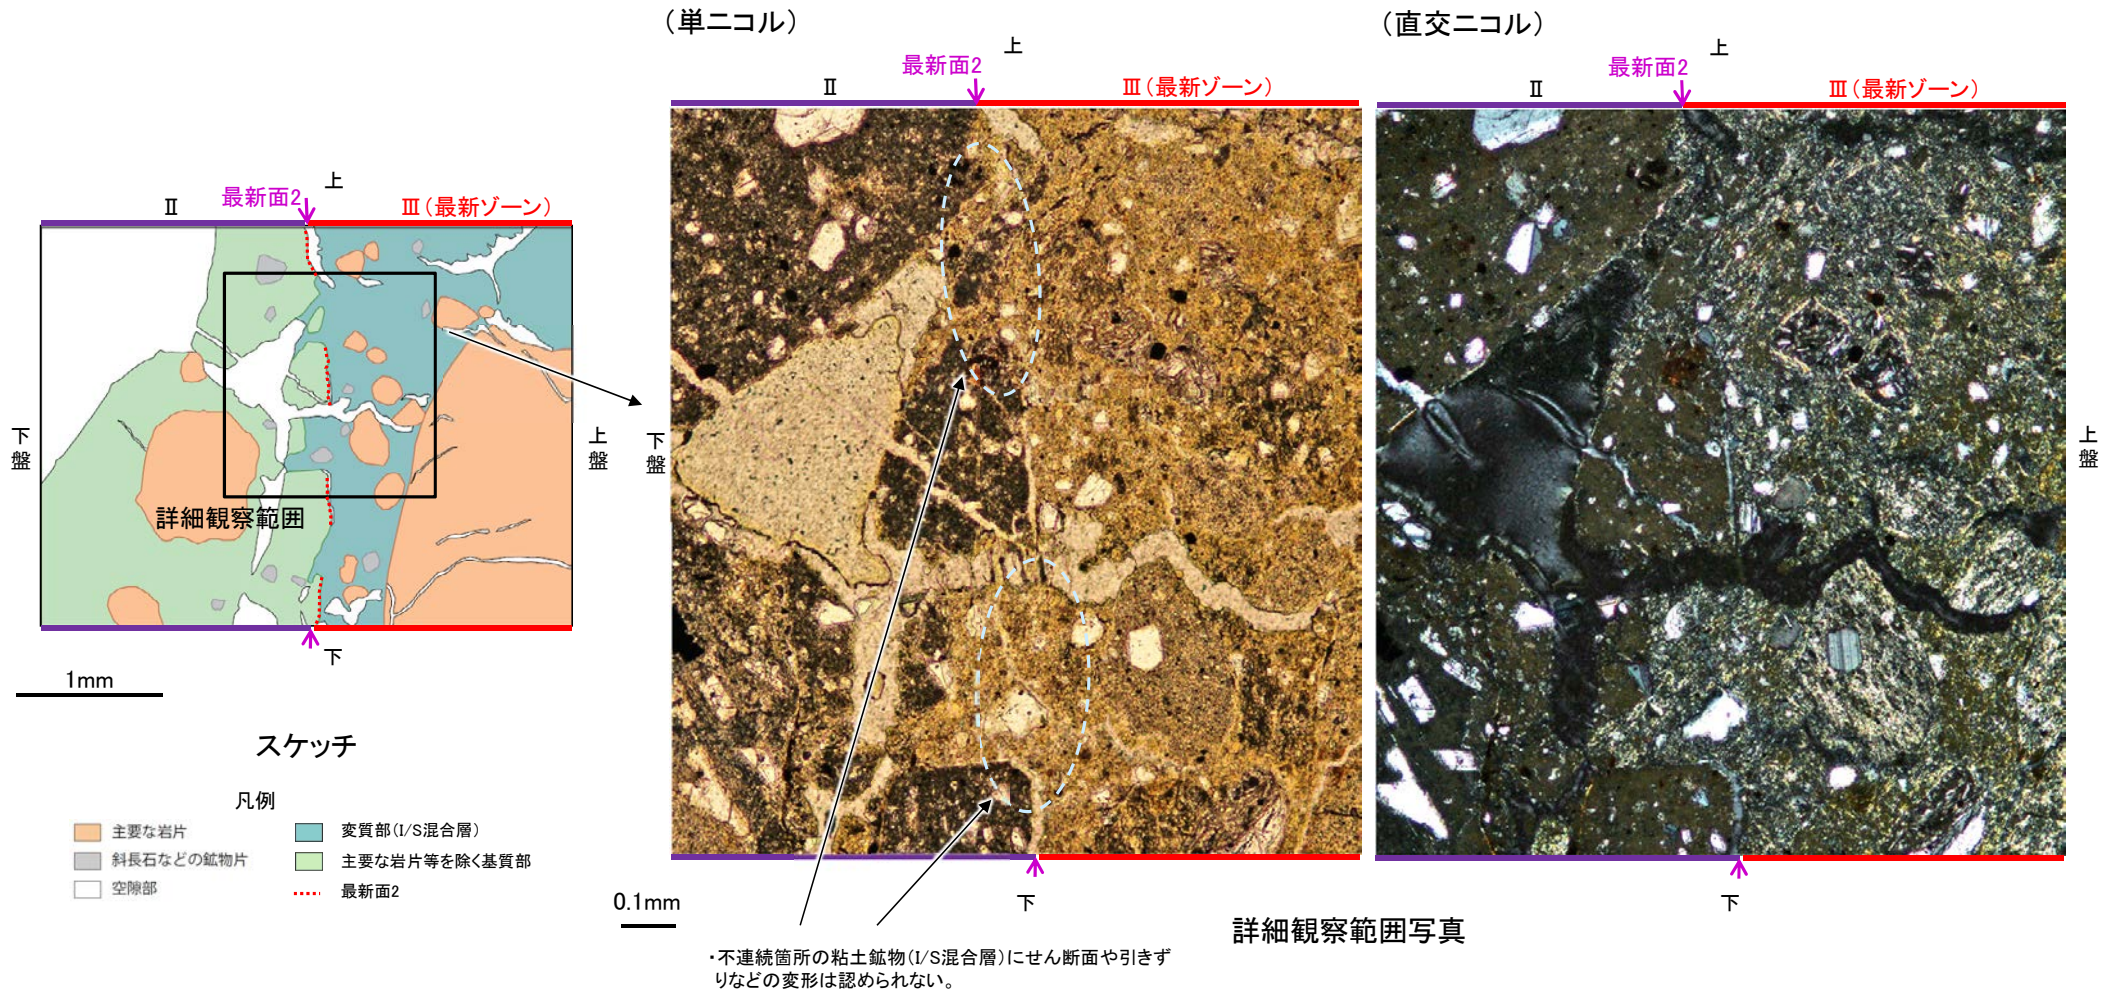 (単ニコル)
(直交ニコル)
上
最新面2
Ⅱ
Ⅲ(最新ゾーン)
上
最新面2
Ⅱ
Ⅲ(最新ゾーン)
上
最新面2
Ⅱ
Ⅲ(最新ゾーン)
下盤
上盤
下盤
上盤
詳細観察範囲
下
1mm
スケッチ
凡例
主要な岩片
斜長石などの鉱物片
空隙部
変質部(I/S混合層)
主要な岩片等を除く基質部
最新面2
0.1mm
下
下
詳細観察範囲写真
・不連続箇所の粘土鉱物(I/S混合層)にせん断面や引きず
りなどの変形は認められない。